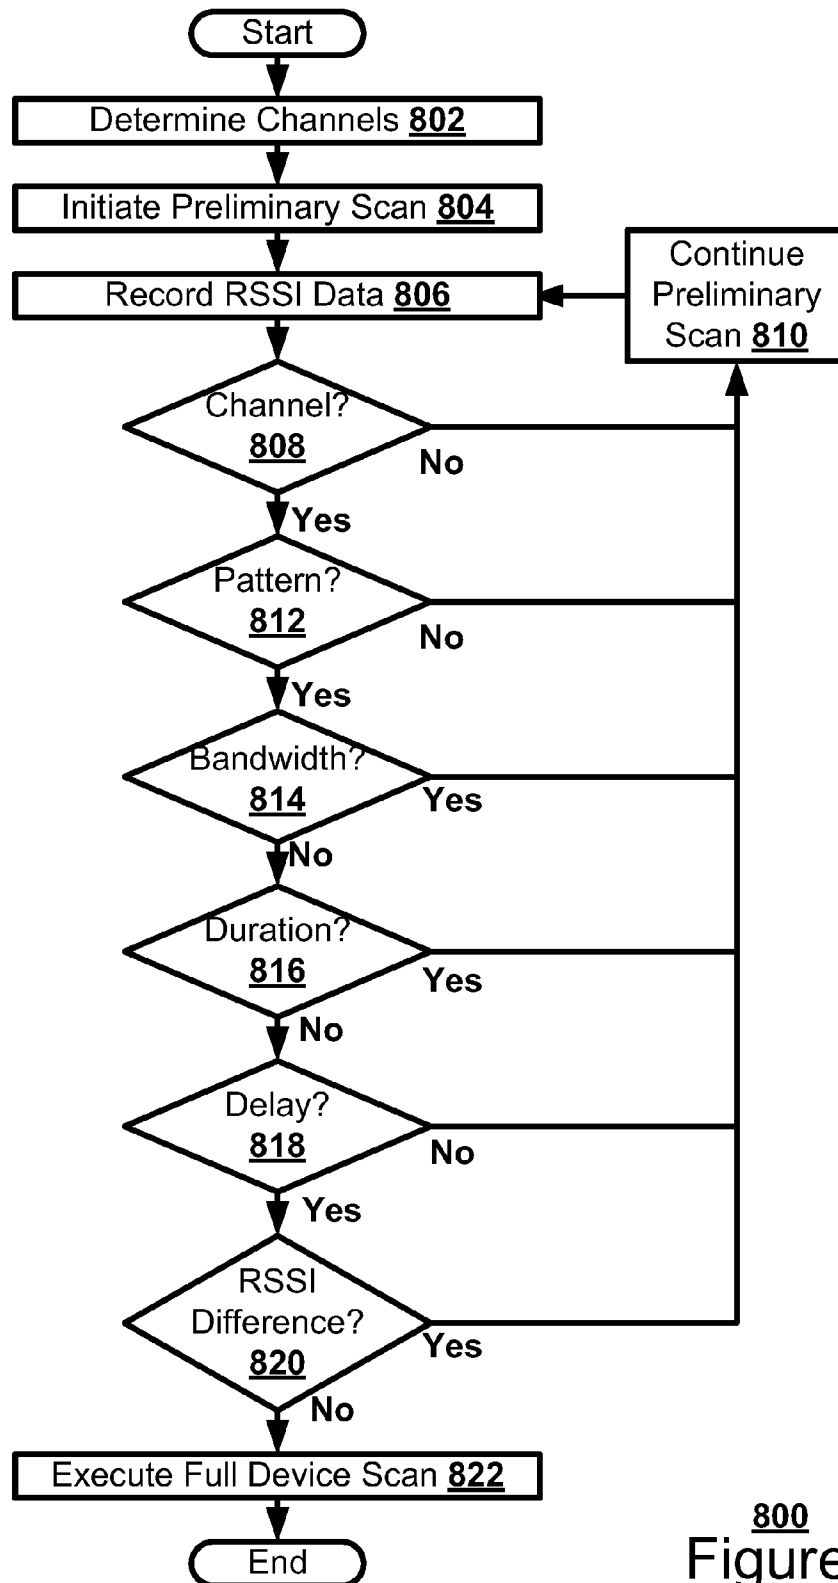 Start
Determine Channels 802
Initiate Preliminary Scan 804
Record RSSI Data 806
Continue
Preliminary
Scan 810
Channel?
808
No
Yes
Pattern?
812
No
Yes
Bandwidth?
814
Yes
No
Duration?
816
Yes
No
Delay?
818
No
Yes
RSSI
Difference?
820
Yes
No
Execute Full Device Scan 822
End
800
Figure